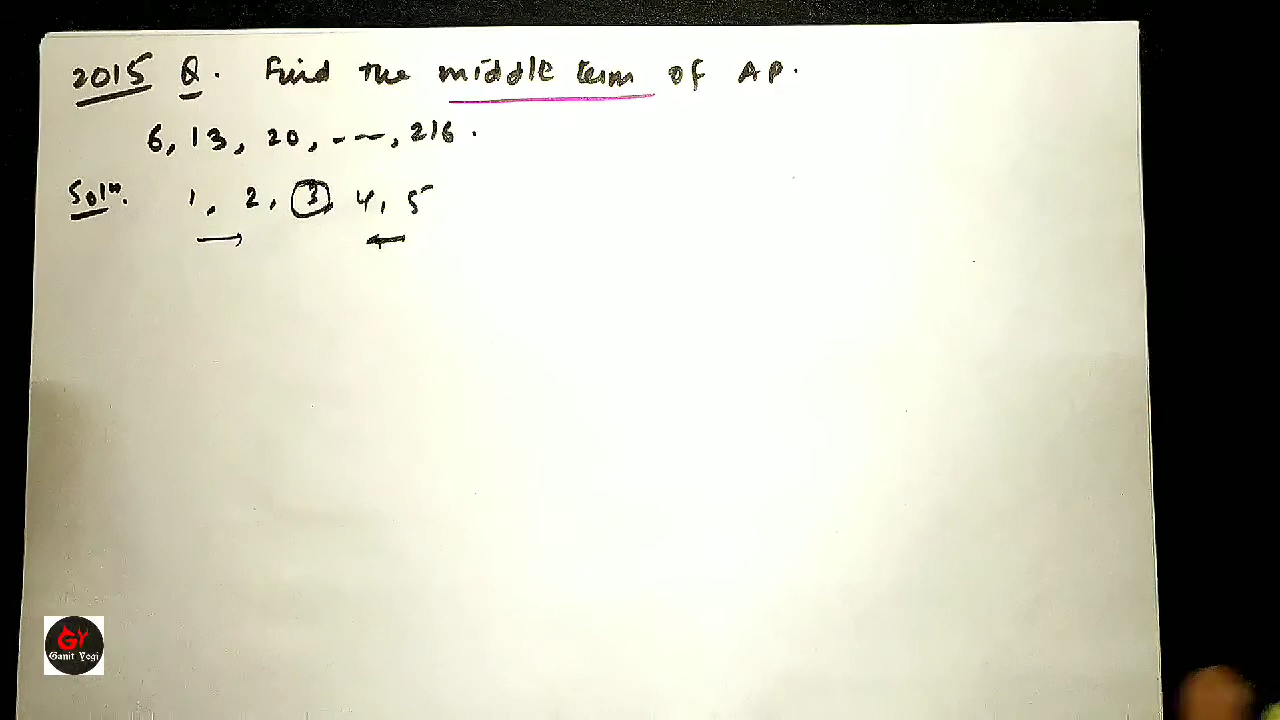 2015 Q. Find the middle term of AP.
6, 13, 20, ----, 216.
Soln. 1, 2, 3, 4, 5
GY
Ganit Yogi